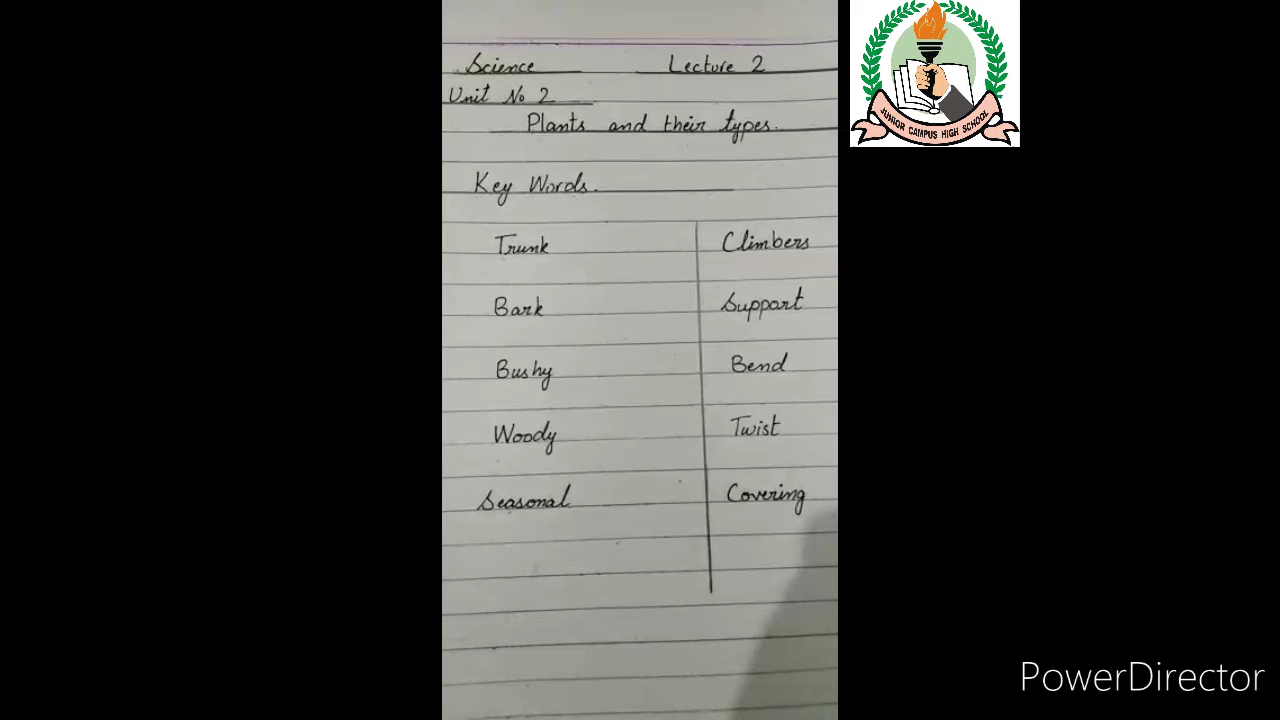 Science Lecture 2
Unit No 2
Plants and their types.
Key Words.
Trunk Climbers
Bark Support
Bushy Bend
Woody Twist
Seasonal Covering
JUNIOR CAMPUS HIGH SCHOOL
PowerDirector